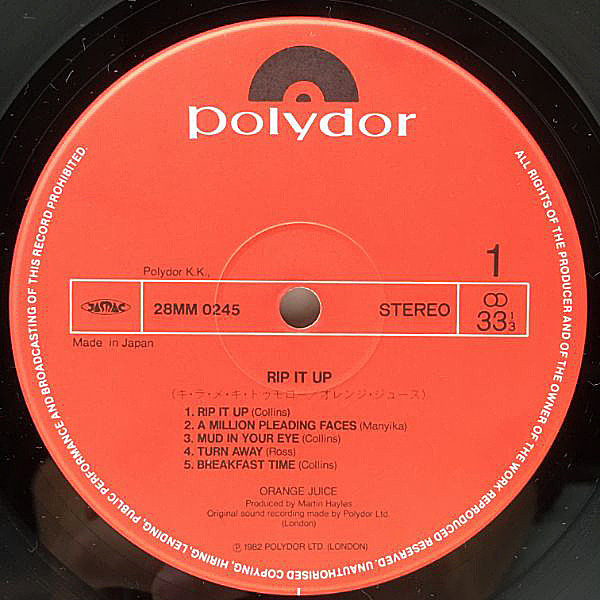 polydor
Polydor K.K.,
1
JASRAC
28MM 0245
STEREO
33 1/3
Made in Japan
RIP IT UP
(キ・ラ・メ・キ・トゥモロー/オレンジ・ジュース)
1. RIP IT UP (Collins)
2. A MILLION PLEADING FACES (Manyika)
3. MUD IN YOUR EYE (Collins)
4. TURN AWAY (Ross)
5. BREAKFAST TIME (Collins)
ORANGE JUICE
Produced by Martin Hayles
Original sound recording made by Polydor Ltd.
(London)
Ⓟ 1982 POLYDOR LTD. (LONDON)
ALL RIGHTS OF THE PRODUCER AND OF THE OWNER OF THE WORK REPRODUCED RESERVED. UNAUTHORISED COPYING, HIRING, LENDING, PUBLIC PERFORMANCE AND BROADCASTING OF THIS RECORD PROHIBITED.